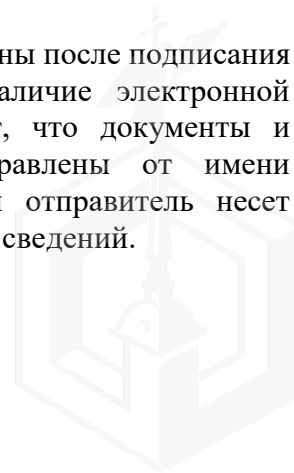 ны после подписания
аличие электронной
, что документы и
равлены от имени
отправитель несет
сведений.